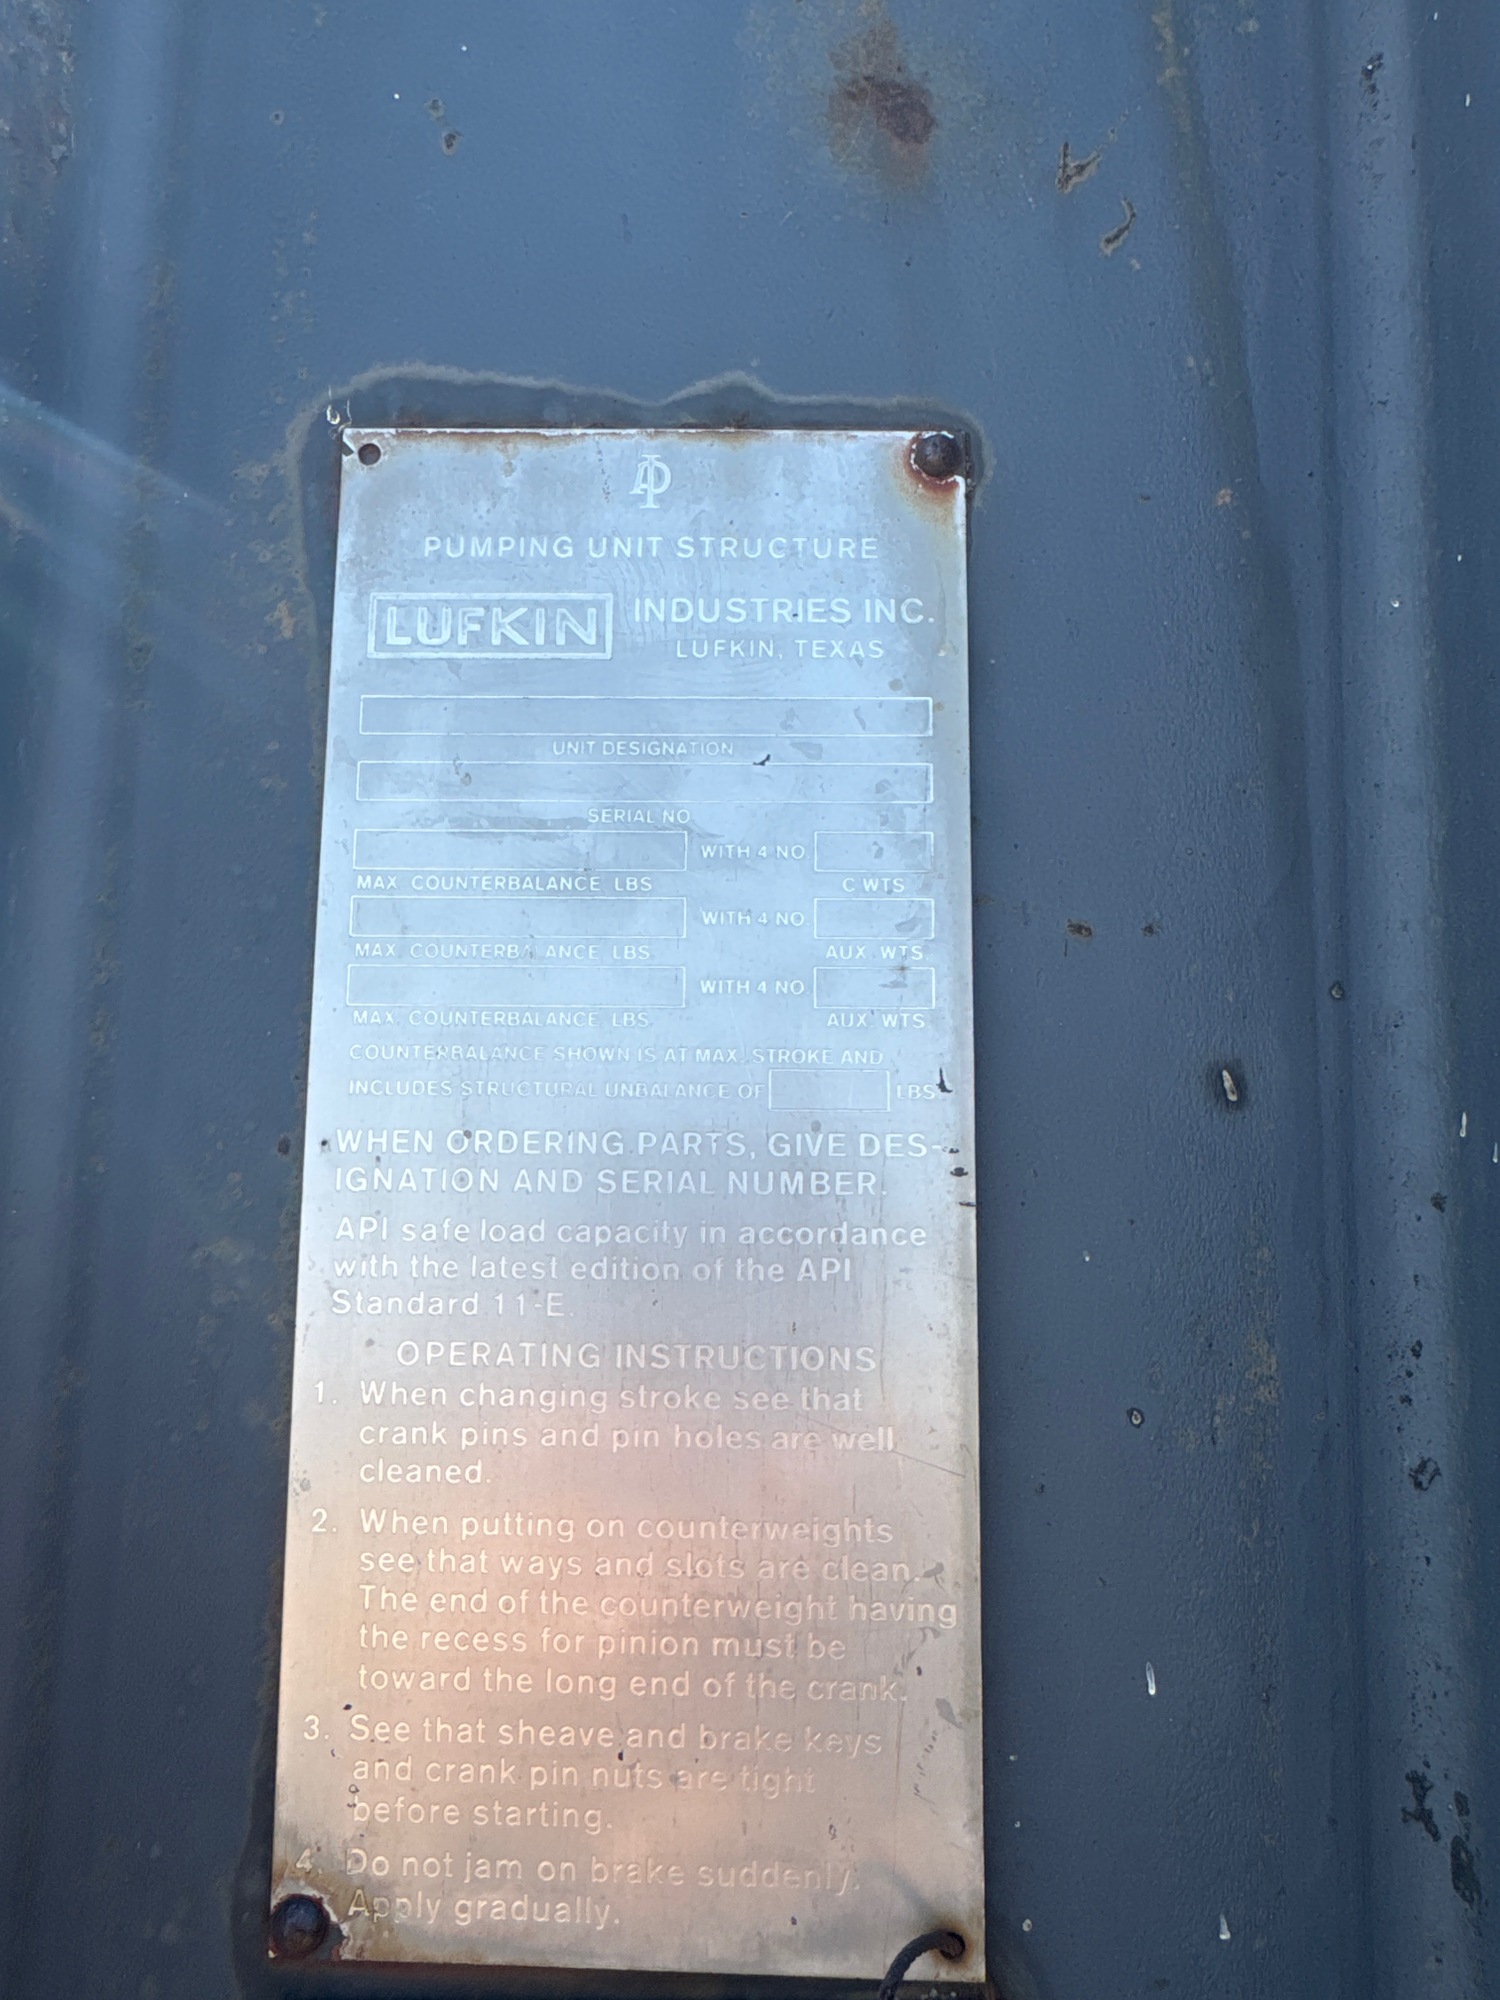 API
PUMPING UNIT STRUCTURE
LUFKIN INDUSTRIES INC.
LUFKIN, TEXAS
UNIT DESIGNATION
SERIAL NO
WITH 4 NO.
MAX. COUNTERBALANCE LBS C WTS
WITH 4 NO.
MAX. COUNTERBALANCE LBS AUX. WTS.
WITH 4 NO.
MAX. COUNTERBALANCE LBS. AUX. WTS
COUNTERBALANCE SHOWN IS AT MAX. STROKE AND
INCLUDES STRUCTURAL UNBALANCE OF LBS
WHEN ORDERING PARTS, GIVE DES-
IGNATION AND SERIAL NUMBER.
API safe load capacity in accordance
with the latest edition of the API
Standard 11-E.
OPERATING INSTRUCTIONS
1. When changing stroke see that
crank pins and pin holes are well
cleaned.
2. When putting on counterweights
see that ways and slots are clean.
The end of the counterweight having
the recess for pinion must be
toward the long end of the crank.
3. See that sheave and brake keys
and crank pin nuts are tight
before starting.
4. Do not jam on brake suddenly.
Apply gradually.